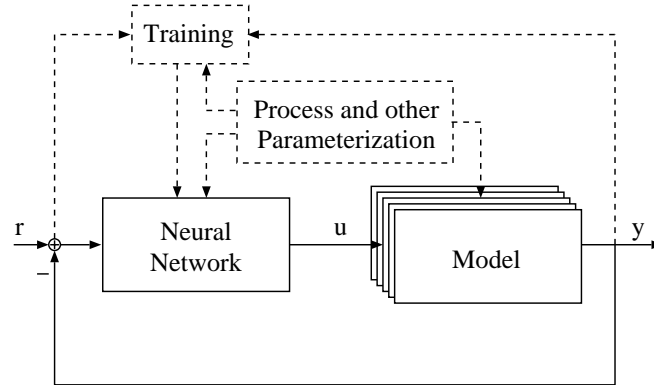 Training
Process and other
Parameterization
r
Neural
Network
u
Model
y
−